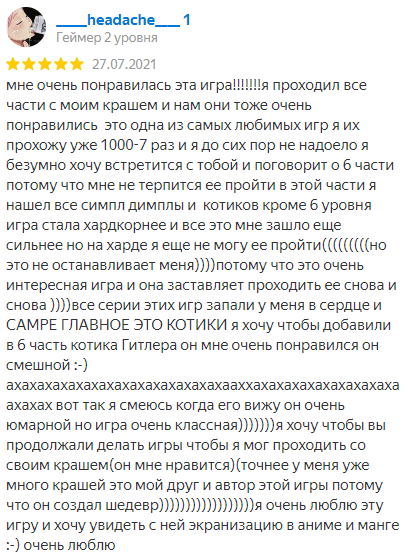 ____headache____ 1
Геймер 2 уровня
27.07.2021
мне очень понравилась эта игра!!!!!!!я проходил все
части с моим крашем и нам они тоже очень
понравились это одна из самых любимых игр я их
прохожу уже 1000-7 раз и я до сих пор не надоело я
безумно хочу встретится с тобой и поговорит о 6 части
потому что мне не терпится ее пройти в этой части я
нашел все симпл димплы и котиков кроме 6 уровня
игра стала хардкорнее и все это мне зашло еще
сильнее но на харде я еще не могу ее пройти(((((((((но
это не останавливает меня))))потому что это очень
интересная игра и она заставляет проходить ее снова и
снова ))))все серии этих игр запали у меня в сердце и
САМРЕ ГЛАВНОЕ ЭТО КОТИКИ я хочу чтобы добавили
в 6 часть котика Гитлера он мне очень понравился он
смешной :-)
ахахахахахахахахахахахахахахааххахахахахахахахахаха
ахахах вот так я смеюсь когда его вижу он очень
юмарной но игра очень классная)))))))я хочу чтобы вы
продолжали делать игры чтобы я мог проходить со
своим крашем(он мне нравится)(точнее у меня уже
много крашей это мой друг и автор этой игры потому
что он создал шедевр))))))))))))))))))я очень люблю эту
игру и хочу увидеть с ней экранизацию в аниме и манге
:-) очень люблю